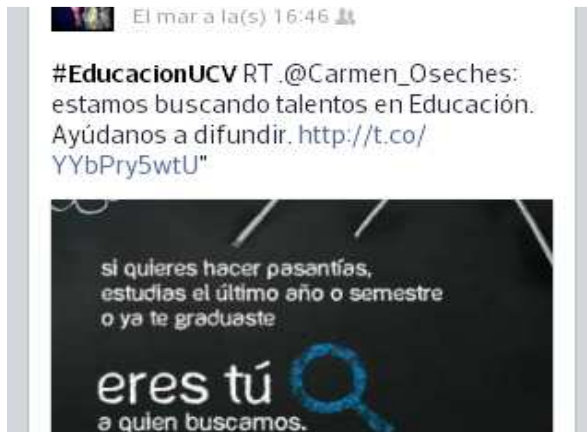 El mar a la(s) 16:46
#EducacionUCV RT .@Carmen_Oseches:
estamos buscando talentos en Educación.
Ayúdanos a difundir. http://t.co/
YYbPry5wtU"
si quieres hacer pasantías,
estudias el último año o semestre
o ya te graduaste
eres tú
a quien buscamos.